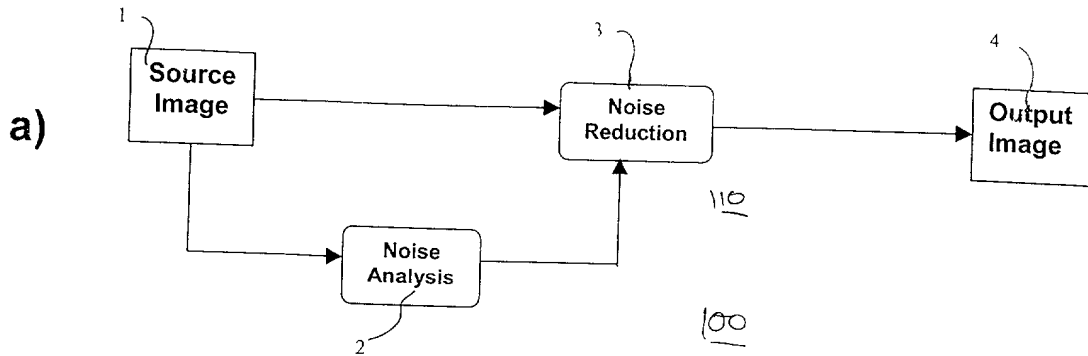 a)
1
Source
Image
3
Noise
Reduction
4
Output
Image
110
Noise
Analysis
2
100